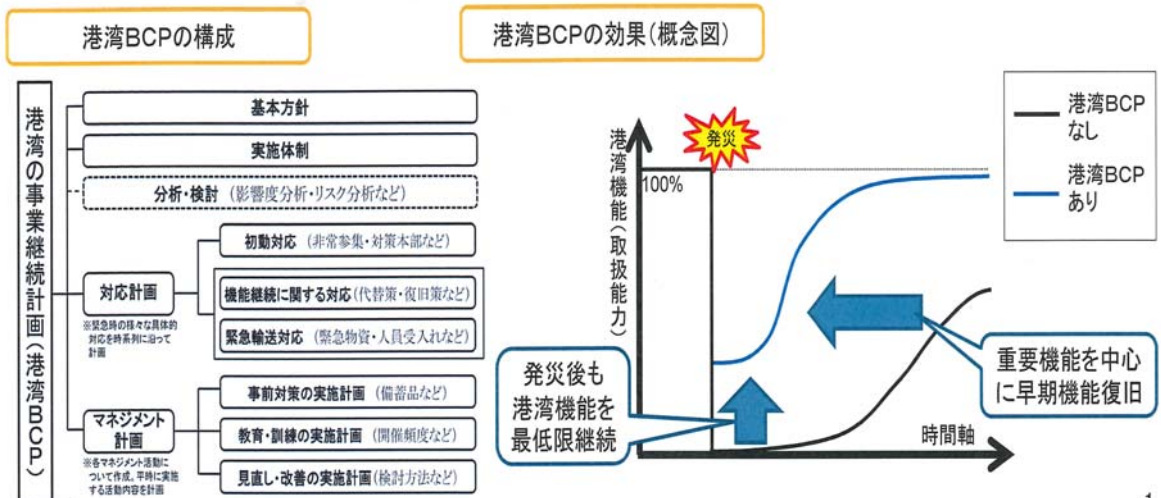 港湾BCPの構成
港湾の事業継続計画(港湾BCP)
基本方針
実施体制
分析・検討 (影響度分析・リスク分析など)
対応計画
※緊急時の様々な具体的
対応を時系列に沿って
計画
初動対応 (非常参集・対策本部など)
機能継続に関する対応(代替策・復旧策など)
緊急輸送対応 (緊急物資・人員受入れなど)
マネジメント
計画
※各マネジメント活動に
ついて作成。平時に実施
する活動内容を計画
事前対策の実施計画 (備蓄品など)
教育・訓練の実施計画 (開催頻度など)
見直し・改善の実施計画(検討方法など)
港湾BCPの効果(概念図)
港湾機能(取扱能力)
100%
発災
港湾BCP
なし
港湾BCP
あり
発災後も
港湾機能を
最低限継続
重要機能を中心
に早期機能復旧
時間軸